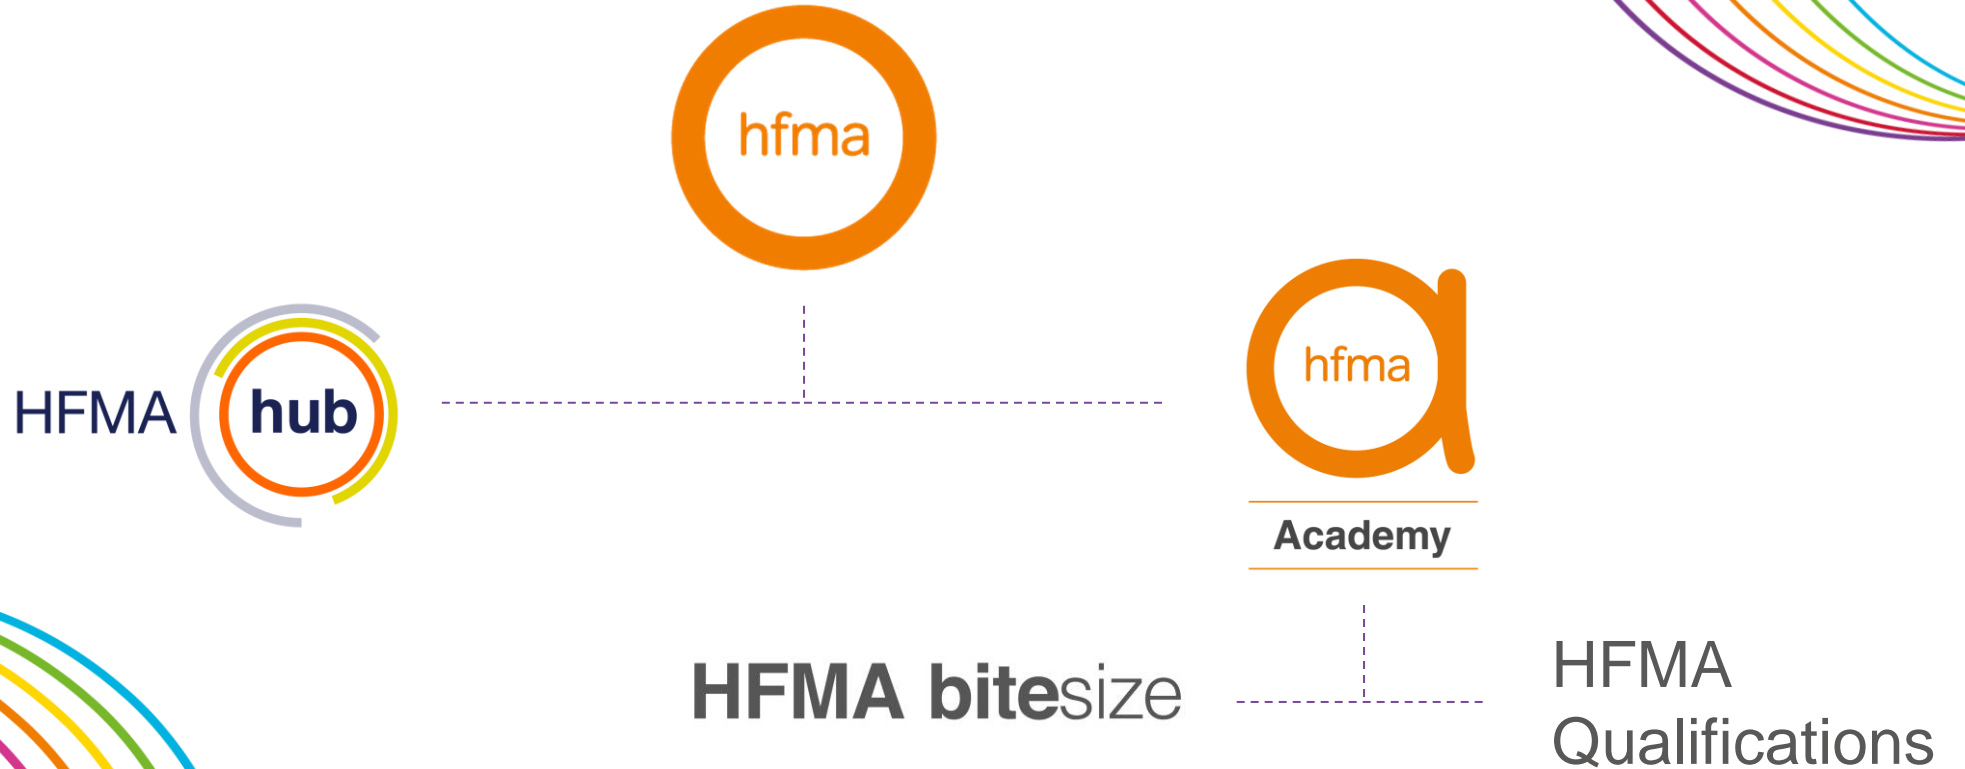 hfma
HFMA hub
hfma
Academy
HFMA bitesize
HFMA
Qualifications